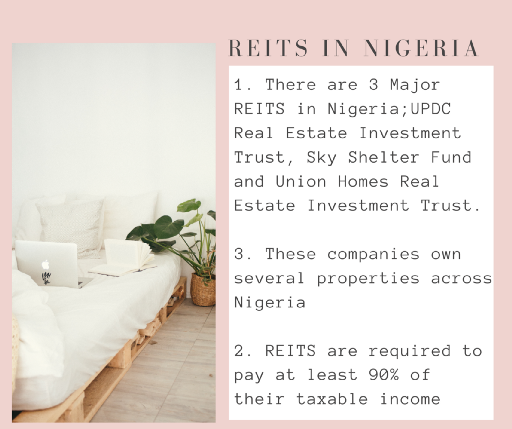 REITS IN NIGERIA
1. There are 3 Major
REITS in Nigeria;UPDC
Real Estate Investment
Trust, Sky Shelter Fund
and Union Homes Real
Estate Investment Trust.
3. These companies own
several properties across
Nigeria
2. REITS are required to
pay at least 90% of
their taxable income